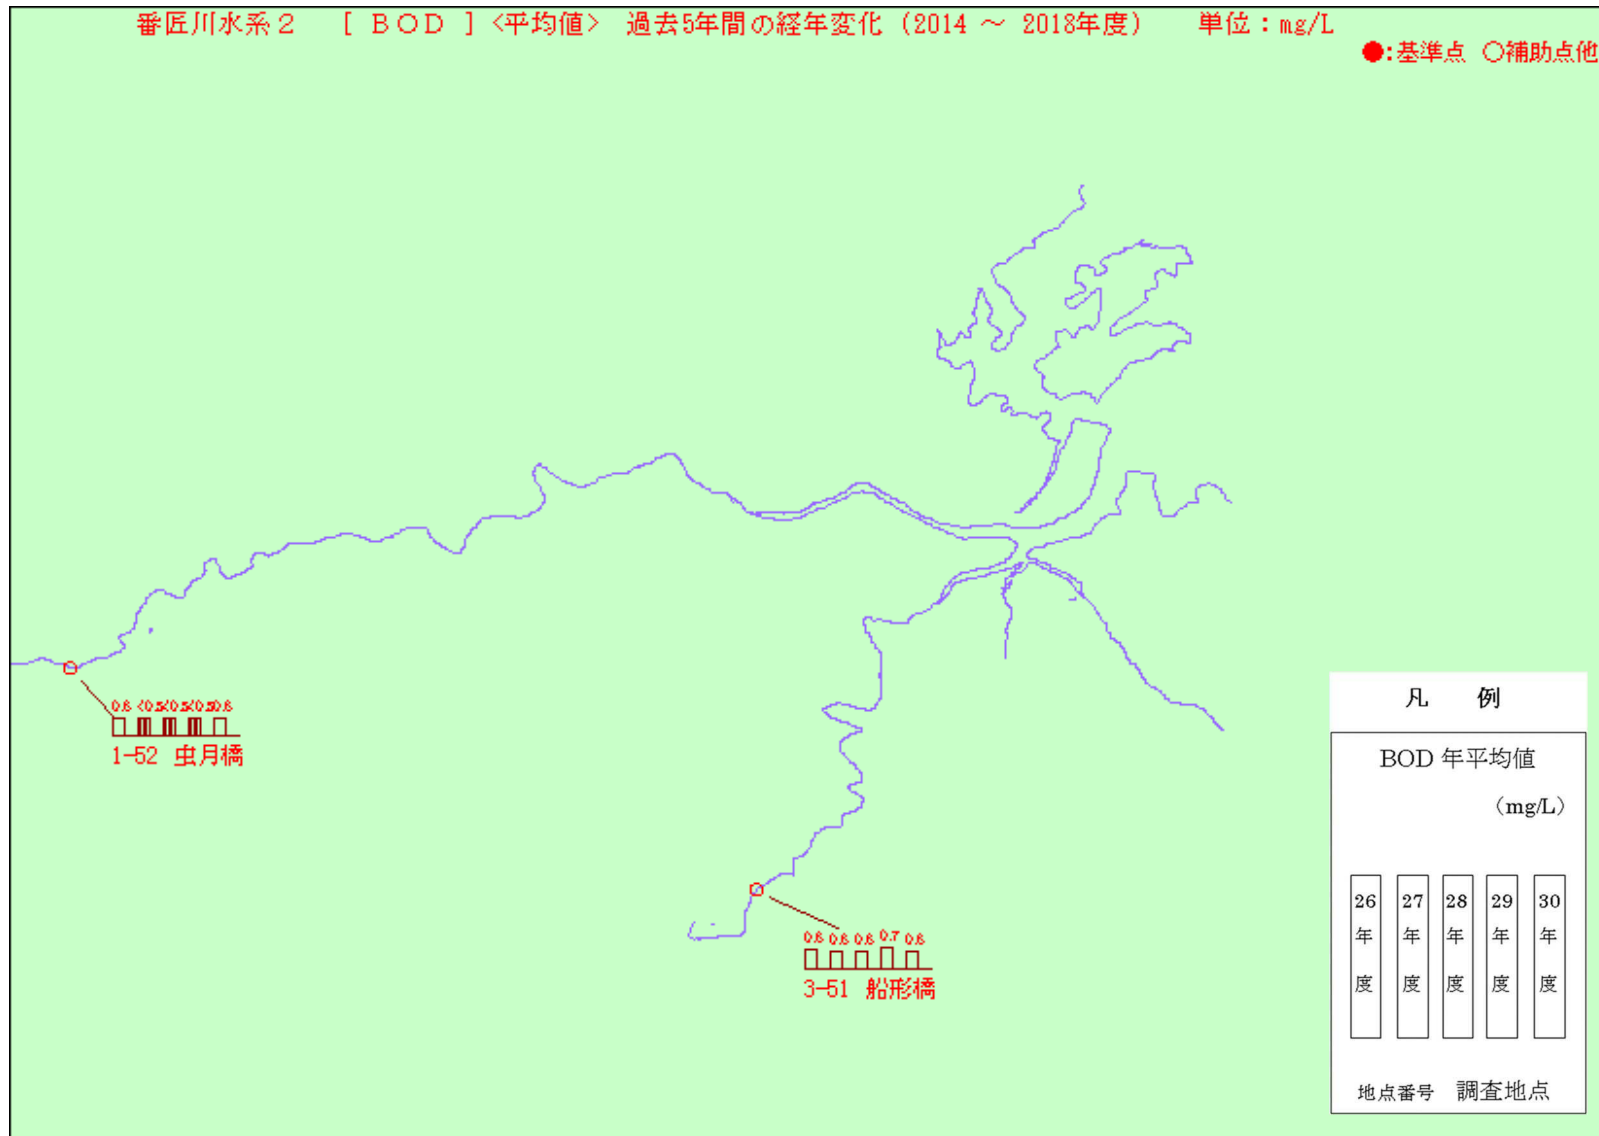 番匠川水系２　［ ＢＯＤ ］<平均値>　過去5年間の経年変化（2014 ～ 2018年度）　単位：mg/L
●:基準点 ○補助点他
0.6 <0.5<0.5<0.50.6
1-52 虫月橋
0.6 0.6 0.6 0.7 0.6
3-51 船形橋
凡　例
BOD 年平均値
（mg/L）
26 27 28 29 30
年 年 年 年 年
度 度 度 度 度
地点番号　調査地点